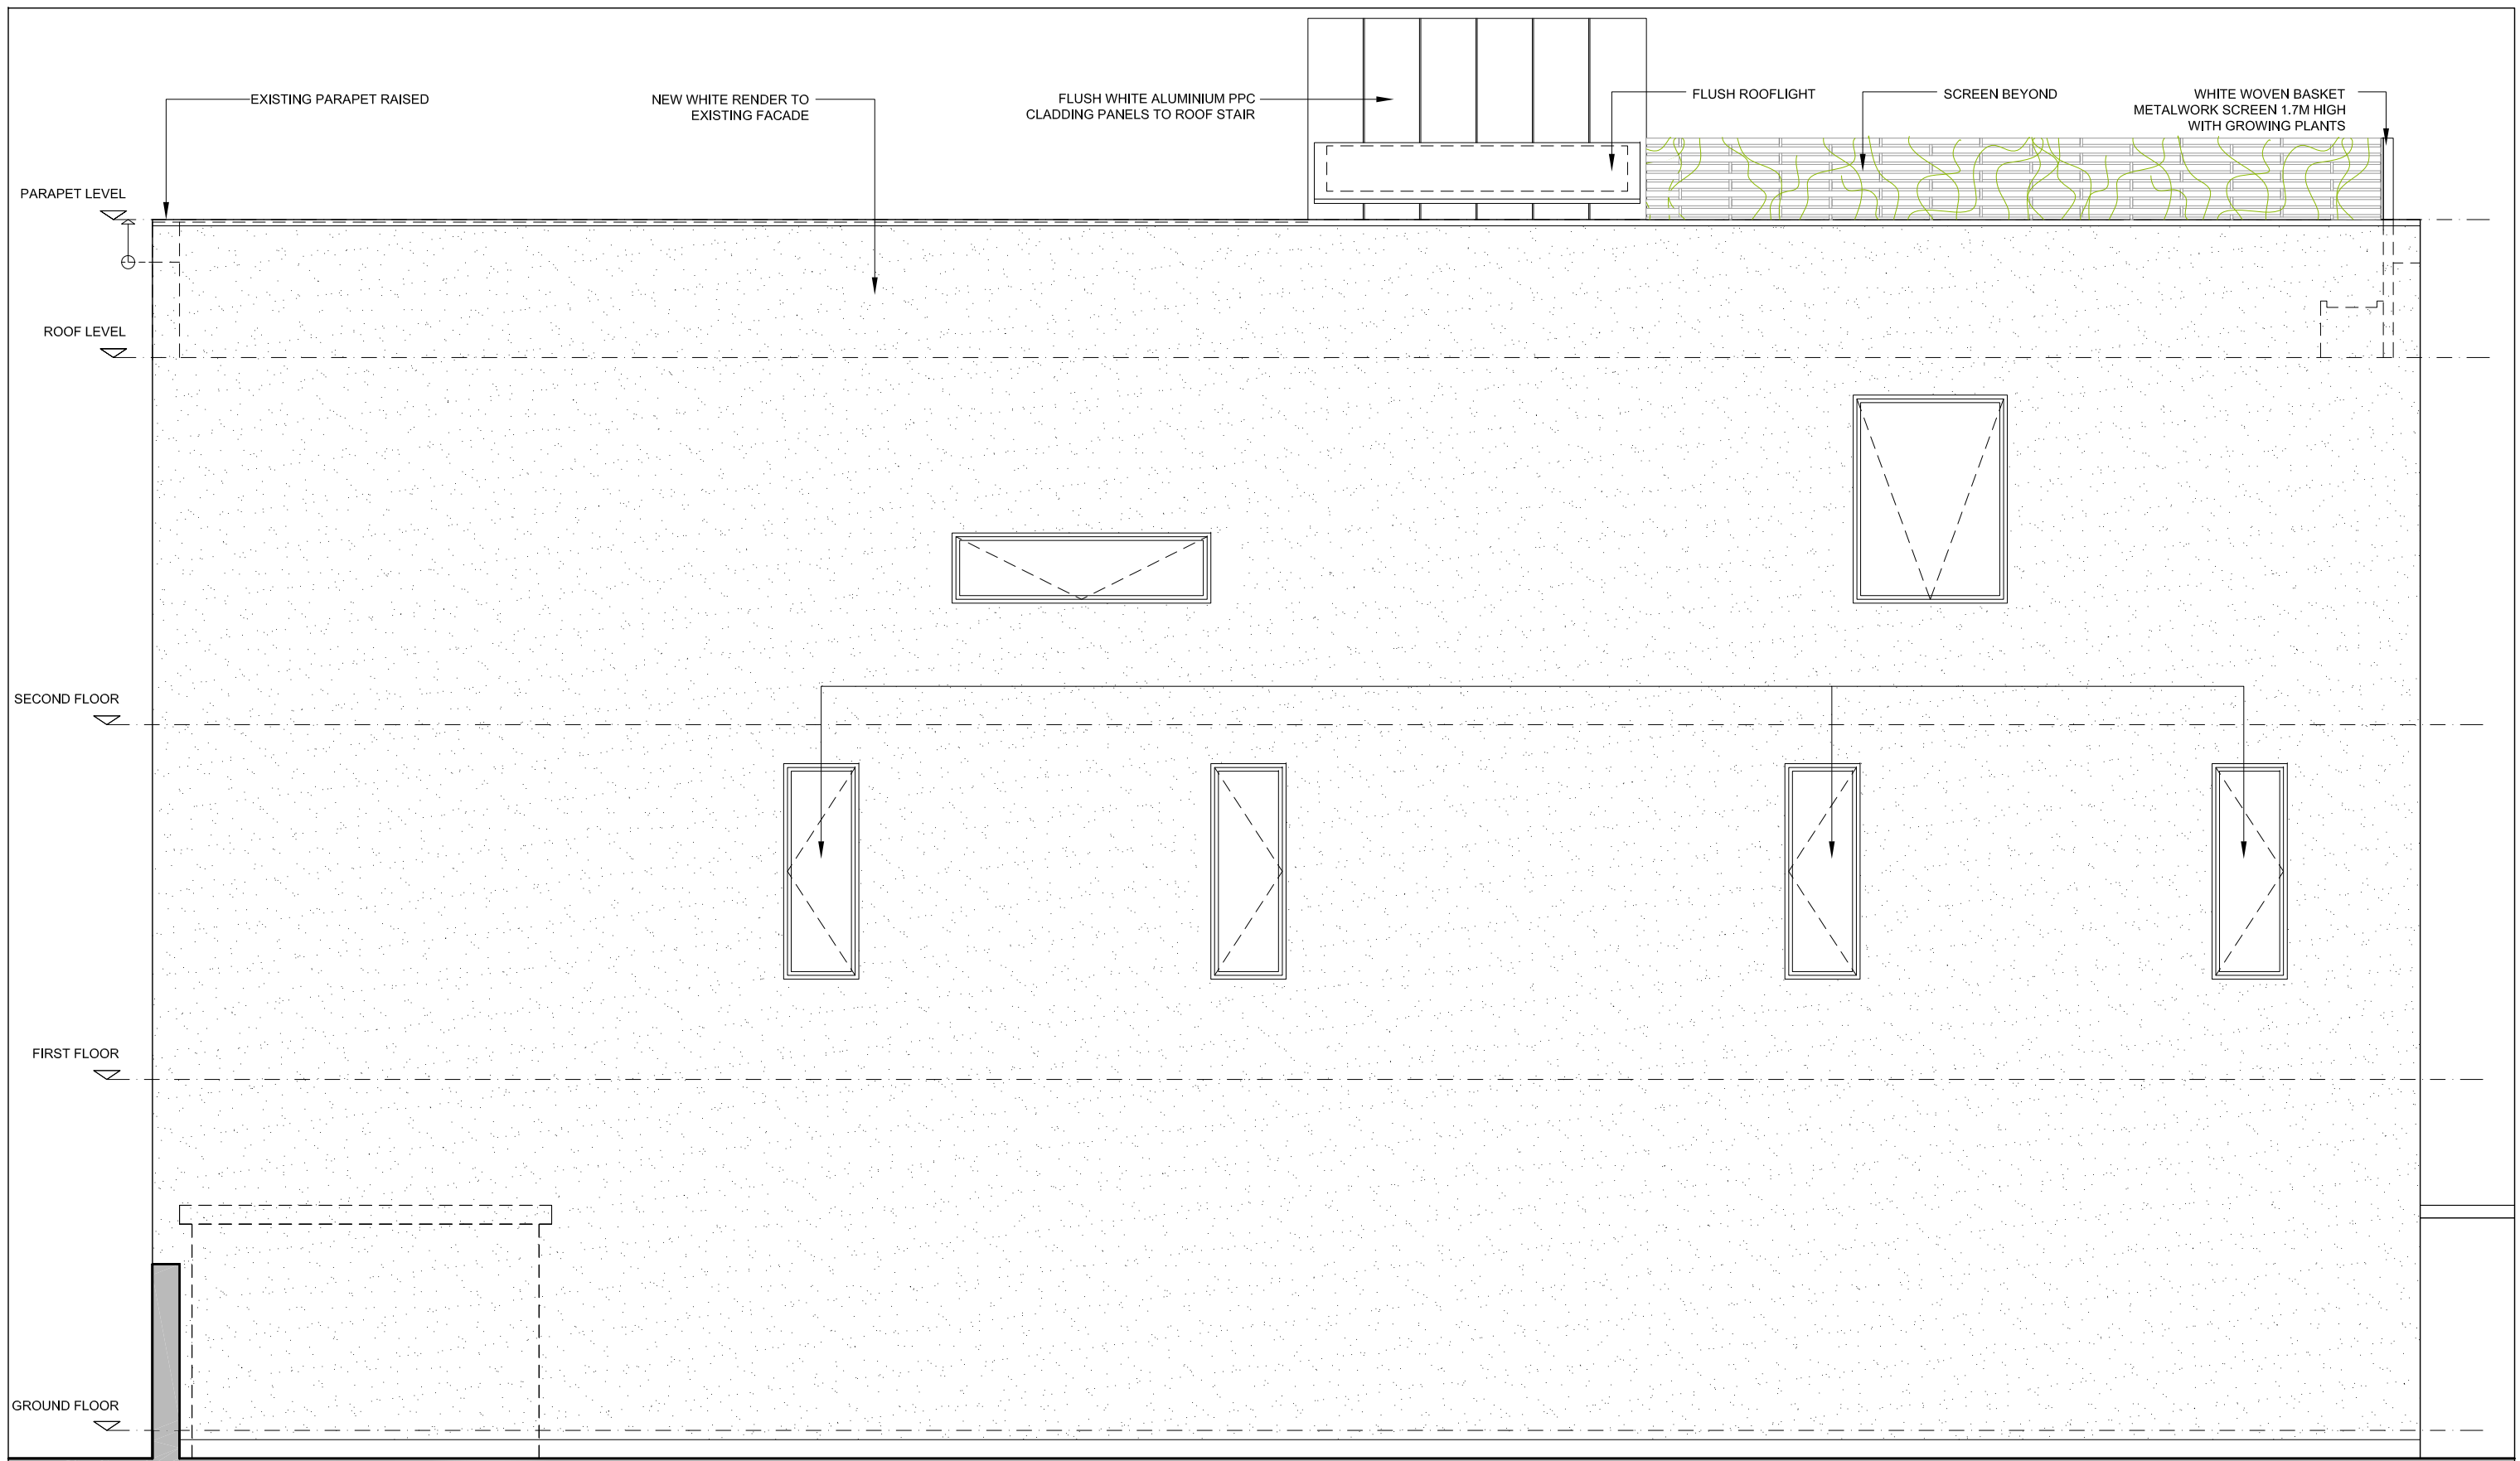 EXISTING PARAPET RAISED
NEW WHITE RENDER TO
EXISTING FACADE
FLUSH WHITE ALUMINIUM PPC
CLADDING PANELS TO ROOF STAIR
FLUSH ROOFLIGHT
SCREEN BEYOND
WHITE WOVEN BASKET
METALWORK SCREEN 1.7M HIGH
WITH GROWING PLANTS
PARAPET LEVEL
ROOF LEVEL
SECOND FLOOR
FIRST FLOOR
GROUND FLOOR